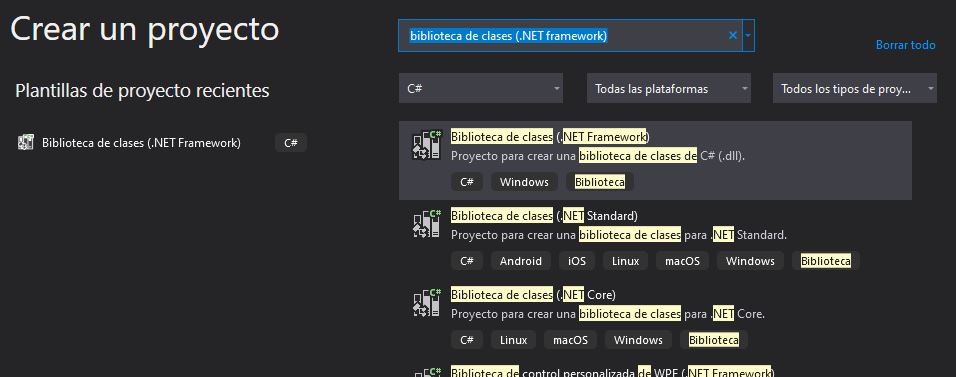 Crear un proyecto
biblioteca de clases (.NET framework)
Borrar todo
Plantillas de proyecto recientes
C#
Todas las plataformas
Todos los tipos de proy...
Biblioteca de clases (.NET Framework)
C#
Biblioteca de clases (.NET Framework)
Proyecto para crear una biblioteca de clases de C# (.dll).
C# Windows Biblioteca
Biblioteca de clases (.NET Standard)
Proyecto para crear una biblioteca de clases para .NET Standard.
C# Android iOS Linux macOS Windows Biblioteca
Biblioteca de clases (.NET Core)
Proyecto para crear una biblioteca de clases para .NET Core.
C# Linux macOS Windows Biblioteca
Biblioteca de control personalizada de WPF (.NET Framework)